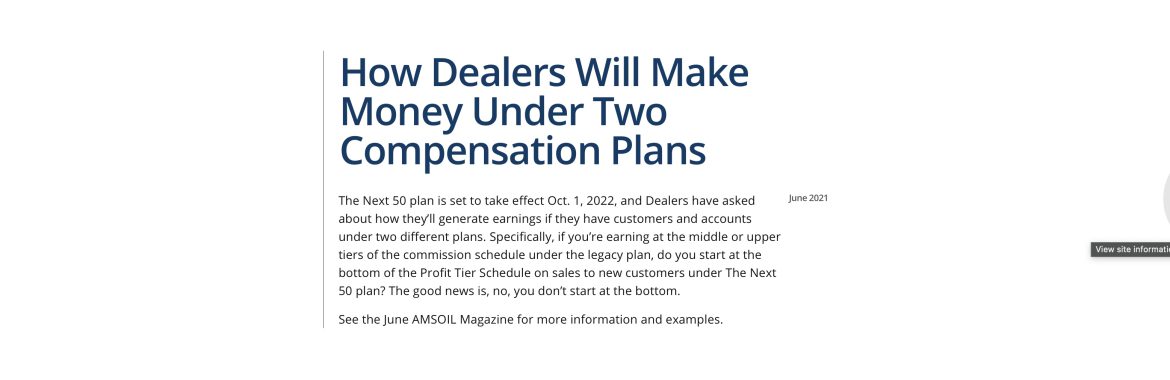 How Dealers Will Make
Money Under Two
Compensation Plans
The Next 50 plan is set to take effect Oct. 1, 2022, and Dealers have asked
about how they’ll generate earnings if they have customers and accounts
under two different plans. Specifically, if you’re earning at the middle or upper
tiers of the commission schedule under the legacy plan, do you start at the
bottom of the Profit Tier Schedule on sales to new customers under The Next
50 plan? The good news is, no, you don’t start at the bottom.
See the June AMSOIL Magazine for more information and examples.
June 2021
View site